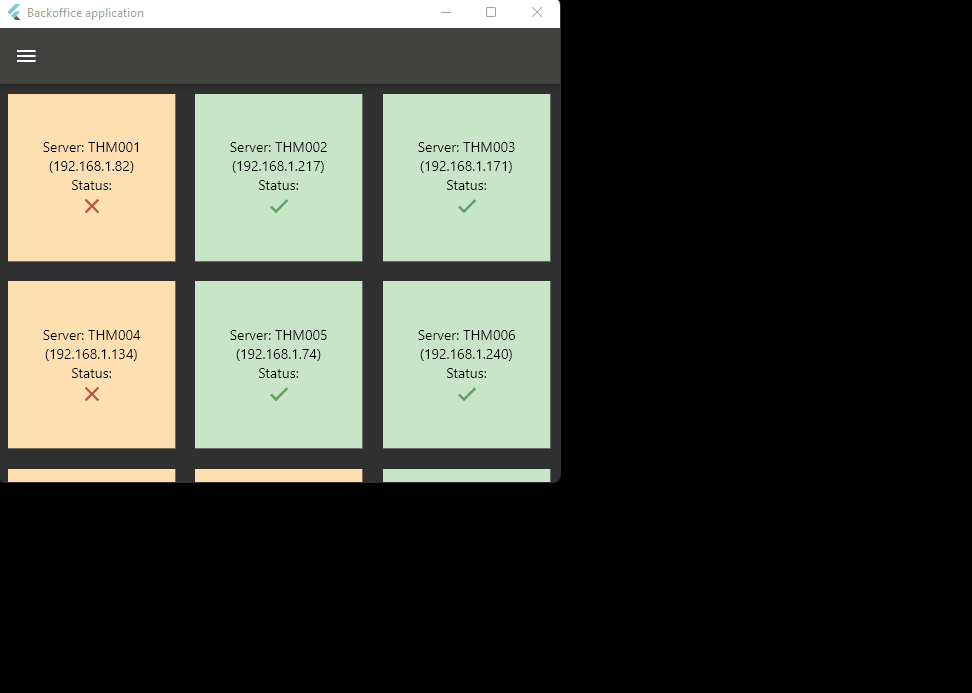 Backoffice application
Server: THM001
(192.168.1.82)
Status:
Server: THM002
(192.168.1.217)
Status:
Server: THM003
(192.168.1.171)
Status:
Server: THM004
(192.168.1.134)
Status:
Server: THM005
(192.168.1.74)
Status:
Server: THM006
(192.168.1.240)
Status: